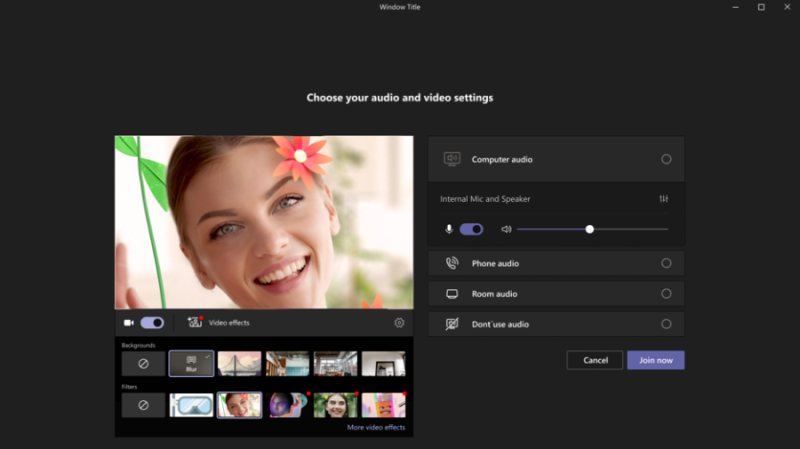 Window Title
Choose your audio and video settings
Computer audio
Internal Mic and Speaker
Phone audio
Room audio
Dont´use audio
Cancel
Join now
Video effects
Backgrounds
Blur
Filters
More video effects